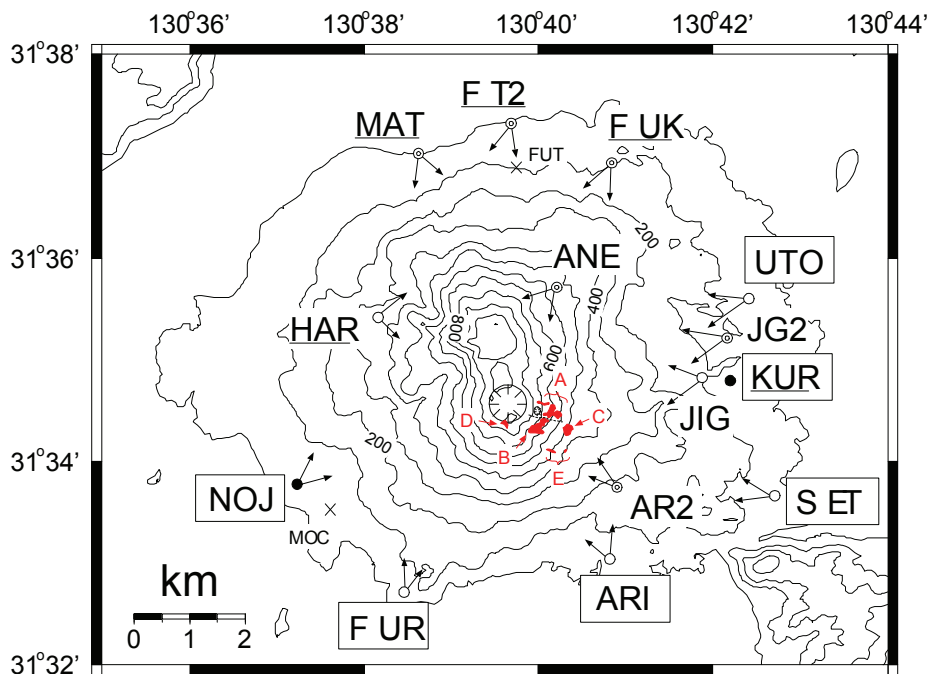 130°36' 130°38' 130°40' 130°42' 130°44'
31°38'
F T2
MAT
F UK
FUT
200
31°36'
ANE
UTO
400
HAR
800
JG2
600
A
KUR
D
C
JIG
B
200
31°34'
E
NOJ
AR2
S ET
MOC
km
ARI
0 1 2
F UR
31°32'